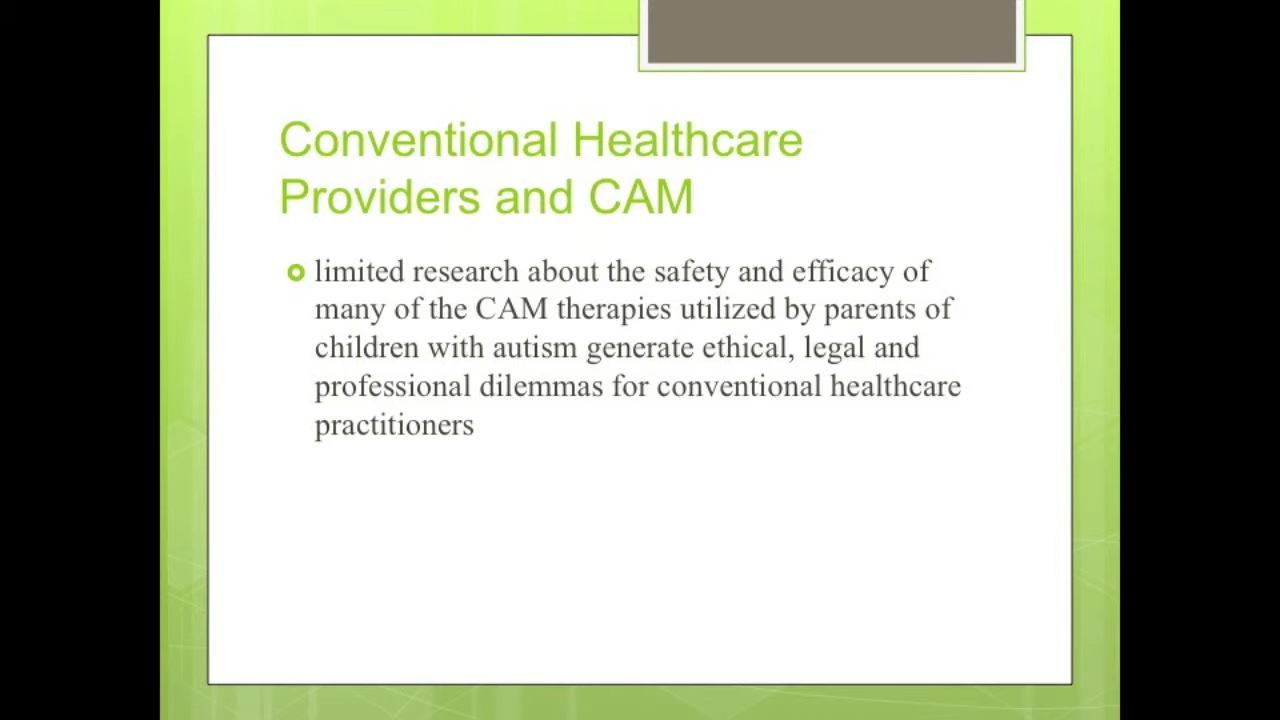 Conventional Healthcare
Providers and CAM
limited research about the safety and efficacy of
many of the CAM therapies utilized by parents of
children with autism generate ethical, legal and
professional dilemmas for conventional healthcare
practitioners